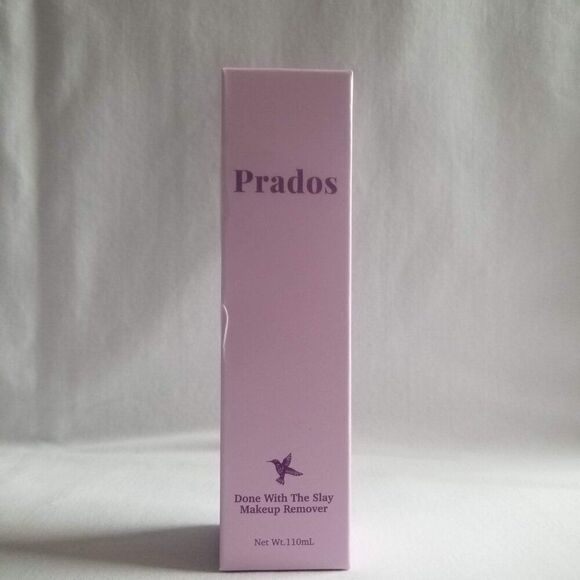 Prados
Done With The Slay
Makeup Remover
Net Wt.110mL